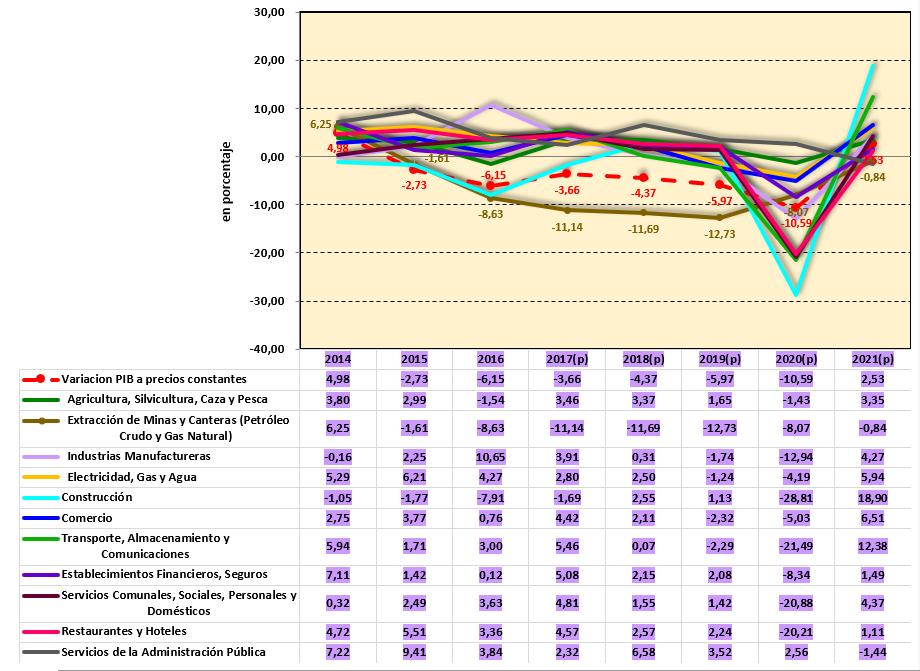 30,00
20,00
10,00
0,00
-10,00
-20,00
-30,00
-40,00
en porcentaje
6,25
4,98
-1,61
-2,73
-6,15
-8,63
-3,66
-11,14
-4,37
-11,69
-5,97
-12,73
-8,07
-10,59
-0,84
2014 2015 2016 2017(p) 2018(p) 2019(p) 2020(p) 2021(p)
Variacion PIB a precios constantes 4,98 -2,73 -6,15 -3,66 -4,37 -5,97 -10,59 2,53
Agricultura, Silvicultura, Caza y Pesca 3,80 2,99 -1,54 3,46 3,37 1,65 -1,43 3,35
Extracción de Minas y Canteras (Petróleo
Crudo y Gas Natural) 6,25 -1,61 -8,63 -11,14 -11,69 -12,73 -8,07 -0,84
Industrias Manufactureras -0,16 2,25 10,65 3,91 0,31 -1,74 -12,94 4,27
Electricidad, Gas y Agua 5,29 6,21 4,27 2,80 2,50 -1,24 -4,19 5,94
Construcción -1,05 -1,77 -7,91 -1,69 2,55 1,13 -28,81 18,90
Comercio 2,75 3,77 0,76 4,42 2,11 -2,32 -5,03 6,51
Transporte, Almacenamiento y
Comunicaciones 5,94 1,71 3,00 5,46 0,07 -2,29 -21,49 12,38
Establecimientos Financieros, Seguros 7,11 1,42 0,12 5,08 2,15 2,08 -8,34 1,49
Servicios Comunales, Sociales, Personales y
Domésticos 0,32 2,49 3,63 4,81 1,55 1,42 -20,88 4,37
Restaurantes y Hoteles 4,72 5,51 3,36 4,57 2,57 2,24 -20,21 1,11
Servicios de la Administración Pública 7,22 9,41 3,84 2,32 6,58 3,52 2,56 -1,44